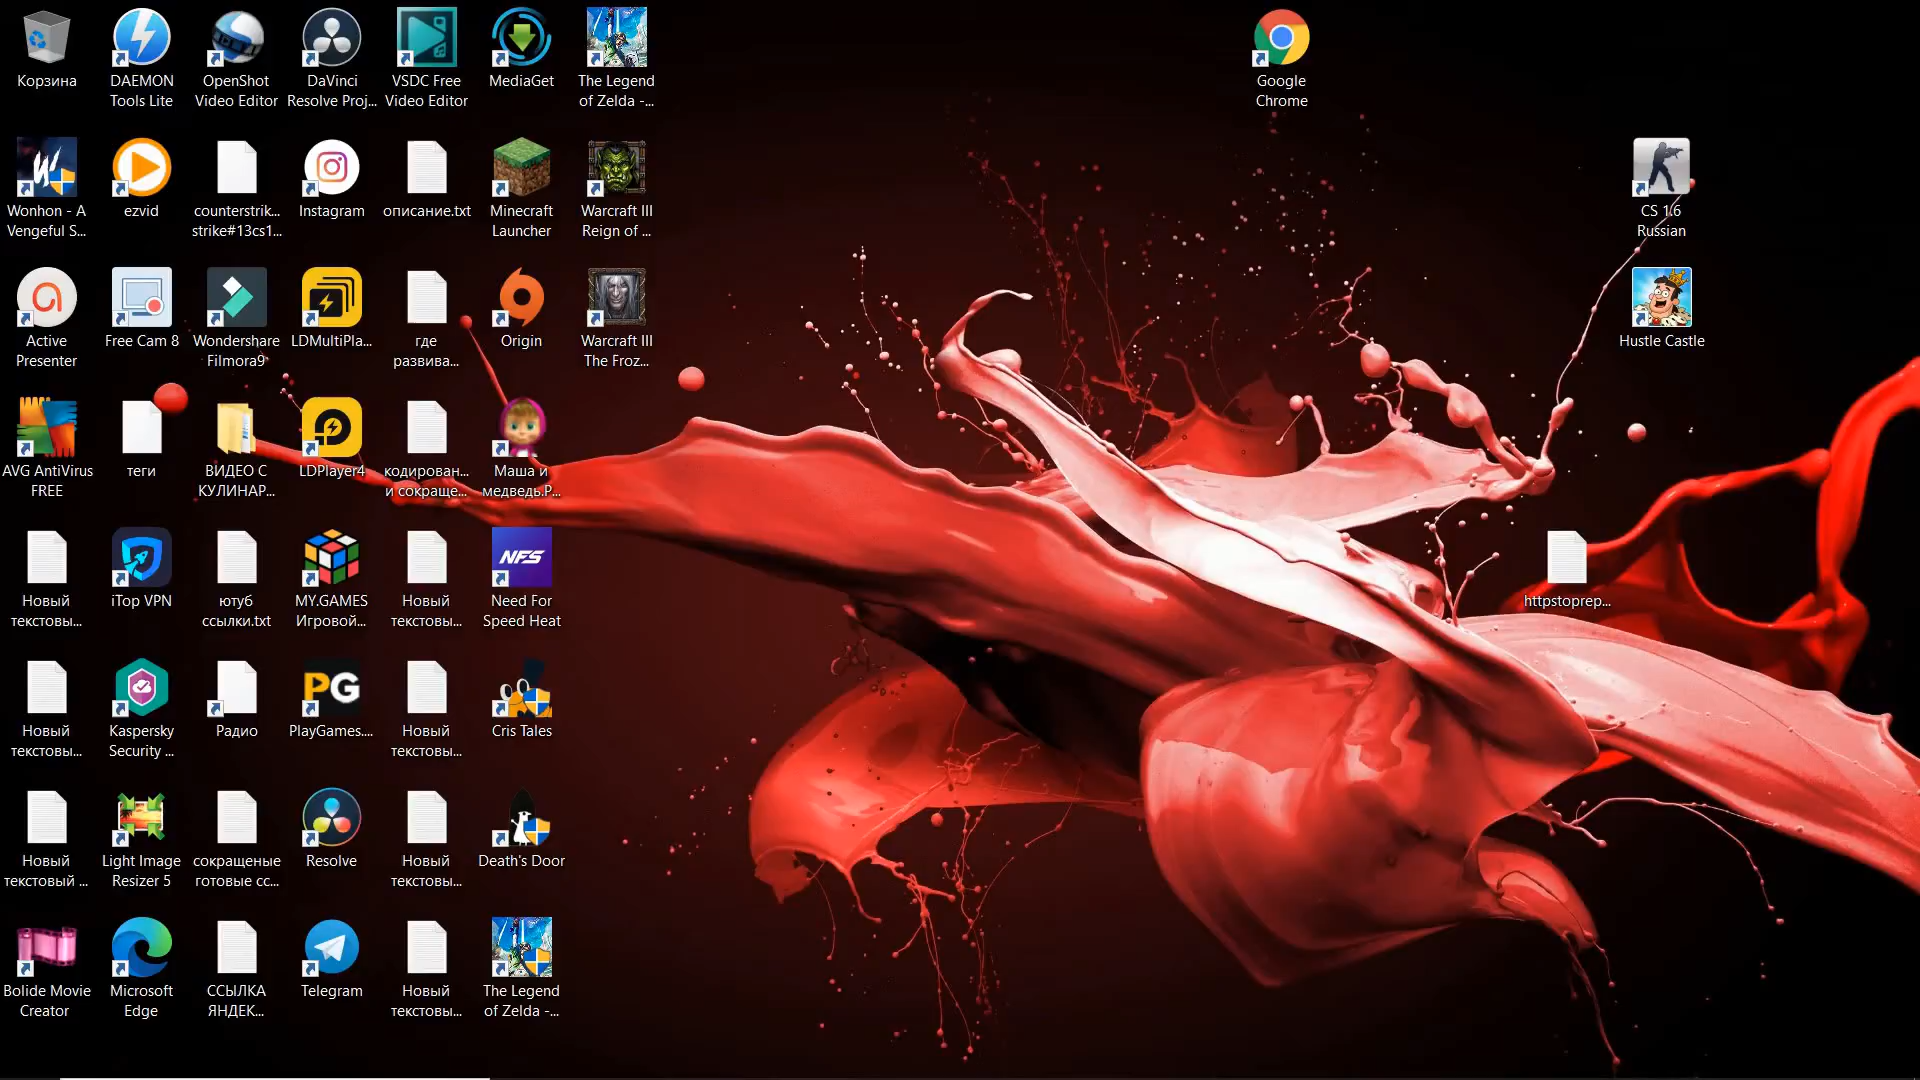 Корзина
DAEMON
Tools Lite
OpenShot
Video Editor
DaVinci
Resolve Proj...
VSDC Free
Video Editor
MediaGet
The Legend
of Zelda -...
Google
Chrome
Wonhon - A
Vengeful S...
ezvid
counterstrik...
strike#13cs1...
Instagram
описание.txt
Minecraft
Launcher
Warcraft III
Reign of ...
CS 1.6
Russian
Active
Presenter
Free Cam 8
Wondershare
Filmora9
LDMultiPla...
где
развива...
Origin
Warcraft III
The Froz...
Hustle Castle
AVG AntiVirus
FREE
теги
ВИДЕО С
КУЛИНАР...
LDPlayer4
кодирован...
и сокраще...
Маша и
медведь.Р...
Новый
текстовы...
iTop VPN
ютуб
ссылки.txt
MY.GAMES
Игровой...
Новый
текстовы...
NFS
Need For
Speed Heat
httpstoprep...
Новый
текстовы...
Kaspersky
Security ...
Радио
PG
PlayGames....
Новый
текстовы...
Cris Tales
Новый
текстовый ...
Light Image
Resizer 5
сокращеные
готовые сс...
Resolve
Новый
текстовы...
Death's Door
Bolide Movie
Creator
Microsoft
Edge
ССЫЛКА
ЯНДЕК...
Telegram
Новый
текстовы...
The Legend
of Zelda -...